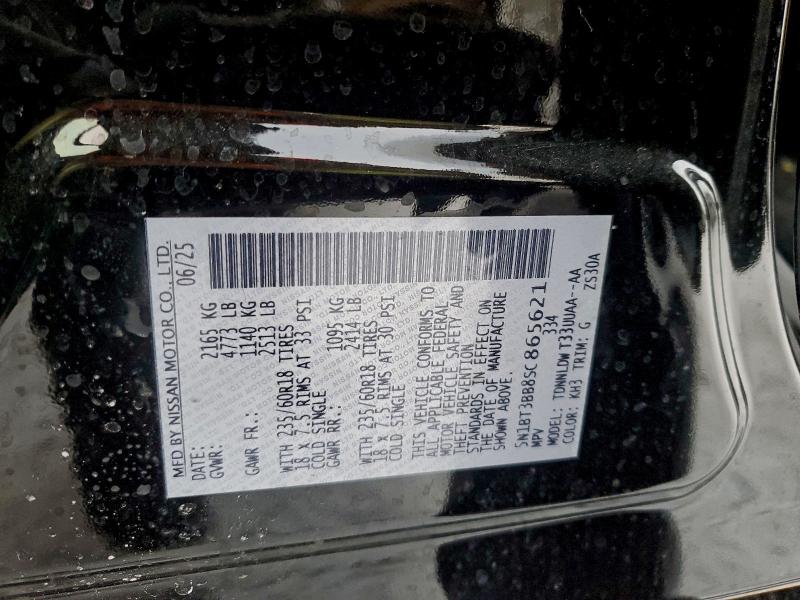 MFD BY NISSAN MOTOR CO., LTD.
DATE: 06/25
GVWR: 2165 KG
4773 LB
GAWR FR.: 1140 KG
2513 LB
WITH 235/60R18 TIRES
18 X 7.5 RIMS AT 33 PSI
COLD SINGLE
GAWR RR.: 1095 KG
2414 LB
WITH 235/60R18 TIRES
18 X 7.5 RIMS AT 30 PSI
COLD SINGLE
THIS VEHICLE CONFORMS TO
ALL APPLICABLE FEDERAL
MOTOR VEHICLE SAFETY AND
THEFT PREVENTION
STANDARDS IN EFFECT ON
THE DATE OF MANUFACTURE
SHOWN ABOVE.
5N1BT3BB8SC865621
MPV 334
MODEL: TDNNLDW T33UUAA--AA
COLOR: KH3 TRIM: G ZS30A